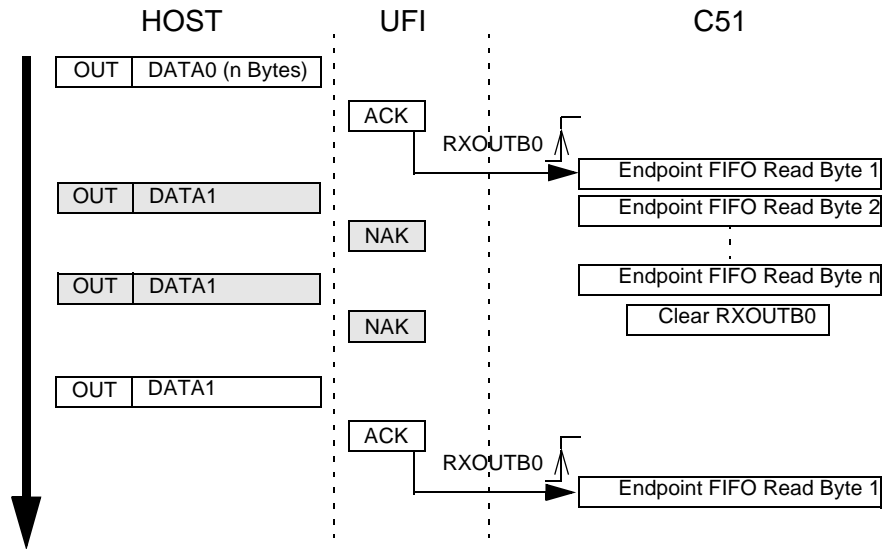 HOST UFI C51
OUT DATA0 (n Bytes)
ACK
RXOUTB0
Endpoint FIFO Read Byte 1
OUT DATA1
Endpoint FIFO Read Byte 2
NAK
OUT DATA1
Endpoint FIFO Read Byte n
NAK
Clear RXOUTB0
OUT DATA1
ACK
RXOUTB0
Endpoint FIFO Read Byte 1